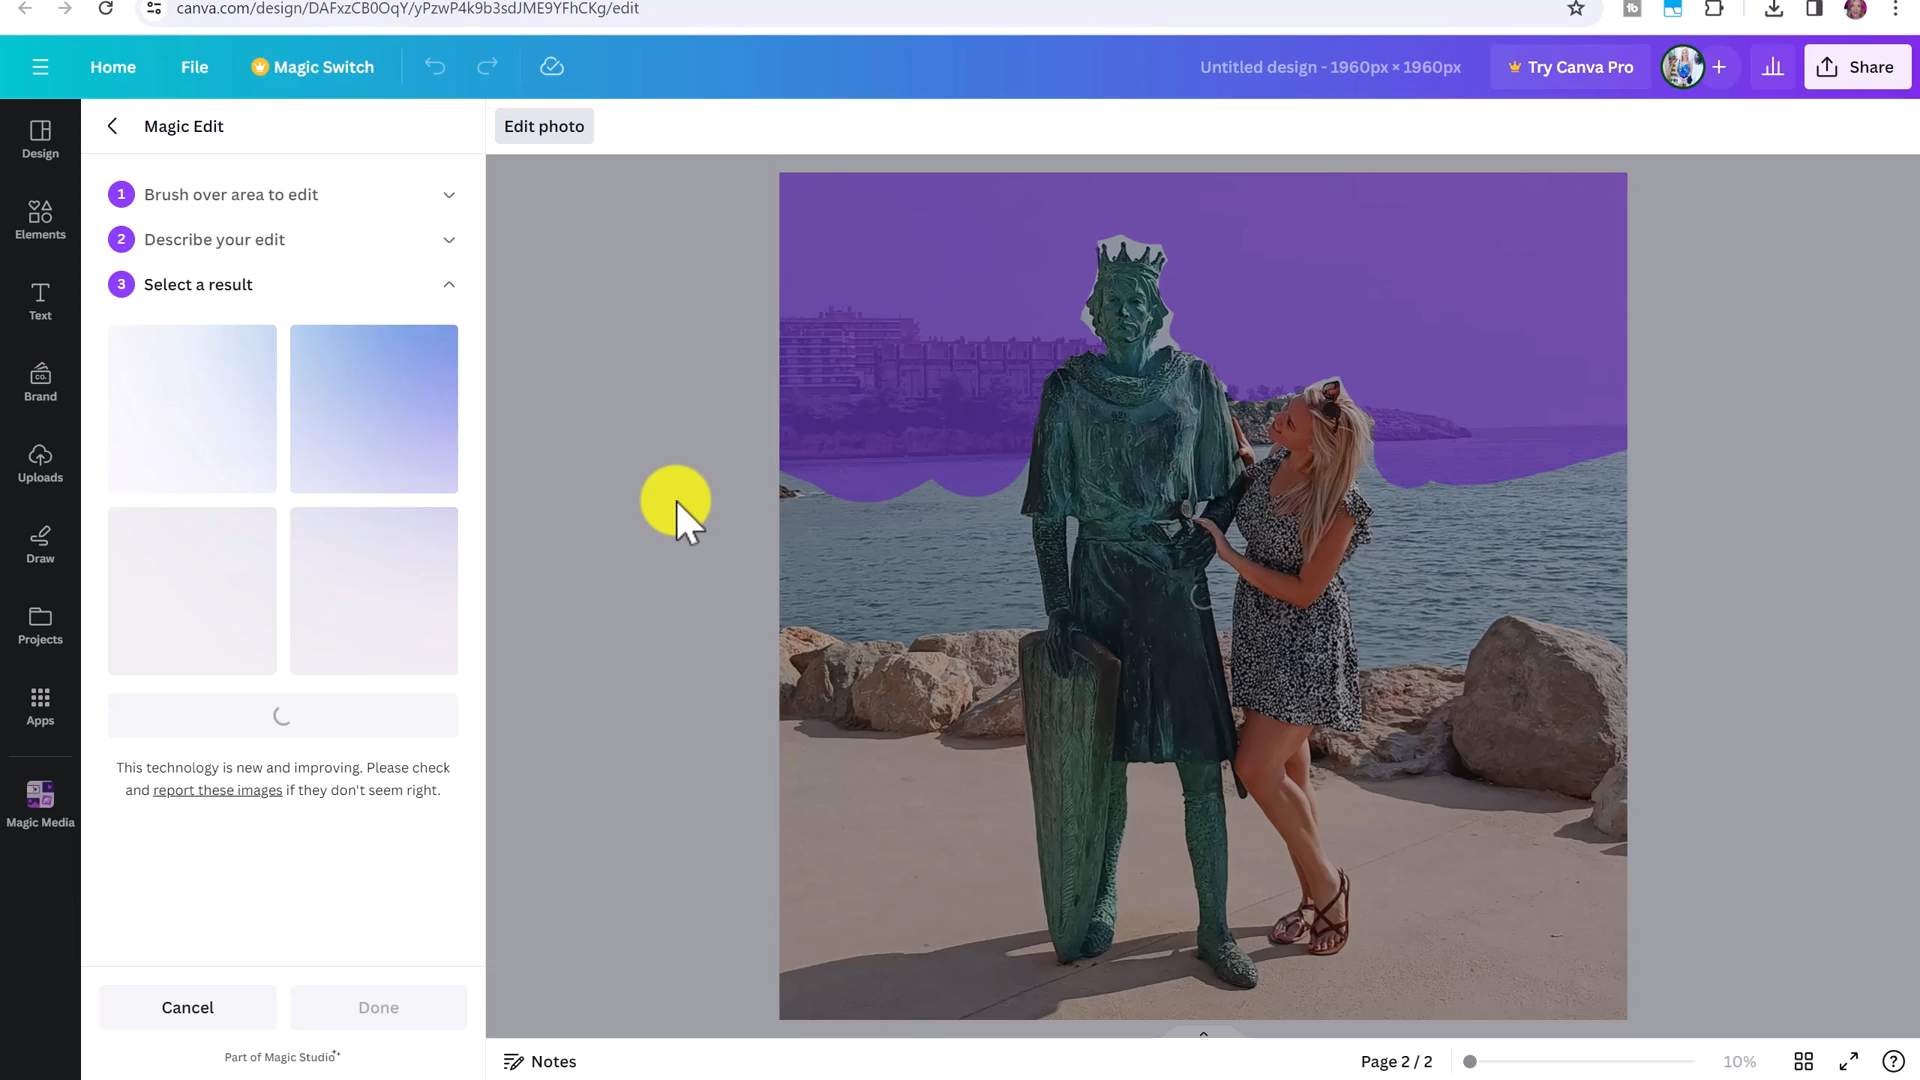 canva.com/design/DAFxzCB0OqY/yPzwP4k9b3sdJME9YFhCKg/edit
Home
File
Magic Switch
Untitled design - 1960px × 1960px
Try Canva Pro
Share
Design
Elements
Text
Brand
Uploads
Draw
Projects
Apps
Magic Media
Magic Edit
Edit photo
1 Brush over area to edit
2 Describe your edit
3 Select a result
This technology is new and improving. Please check
and report these images if they don't seem right.
Cancel
Done
Part of Magic Studio
Notes
Page 2 / 2
10%